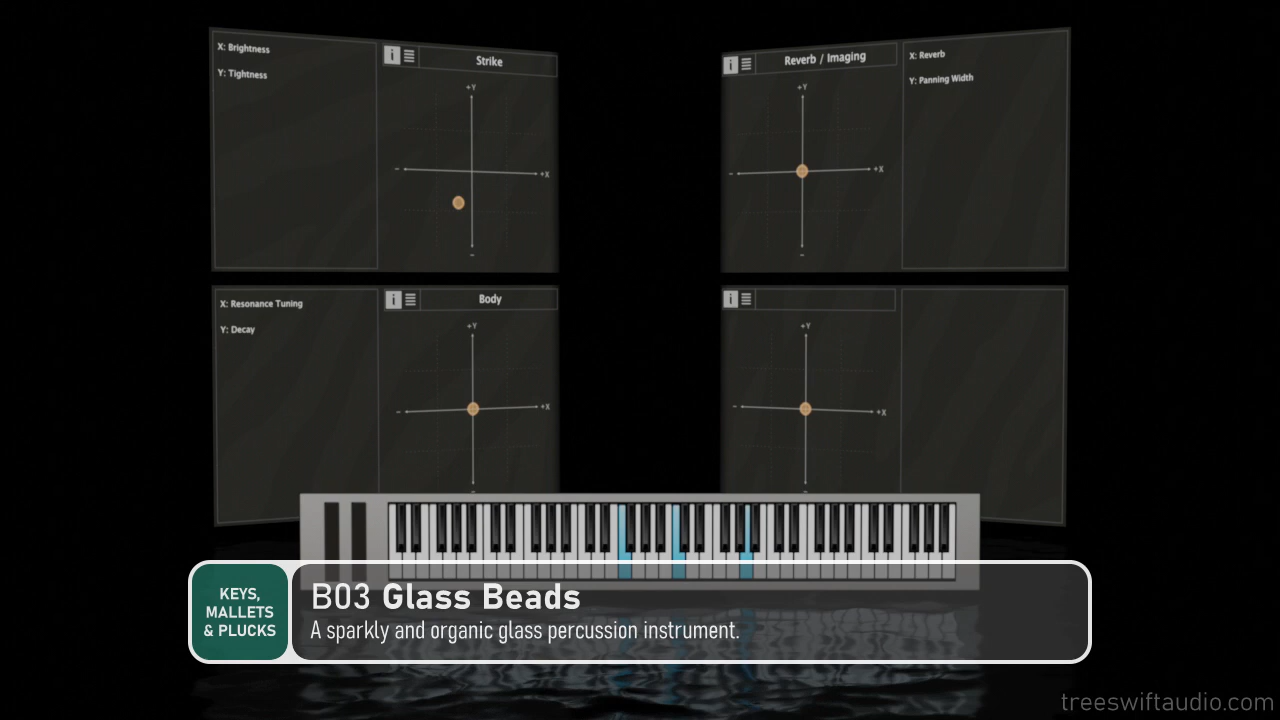 X: Brightness
Y: Tightness
i
Strike
+Y
-
+X
-
i
Reverb / Imaging
+Y
-
+X
-
X: Reverb
Y: Panning Width
X: Resonance Tuning
Y: Decay
i
Body
+Y
-
+X
-
i
+Y
-
+X
-
KEYS,
MALLETS
& PLUCKS
B03 Glass Beads
A sparkly and organic glass percussion instrument.
treeswiftaudio.com